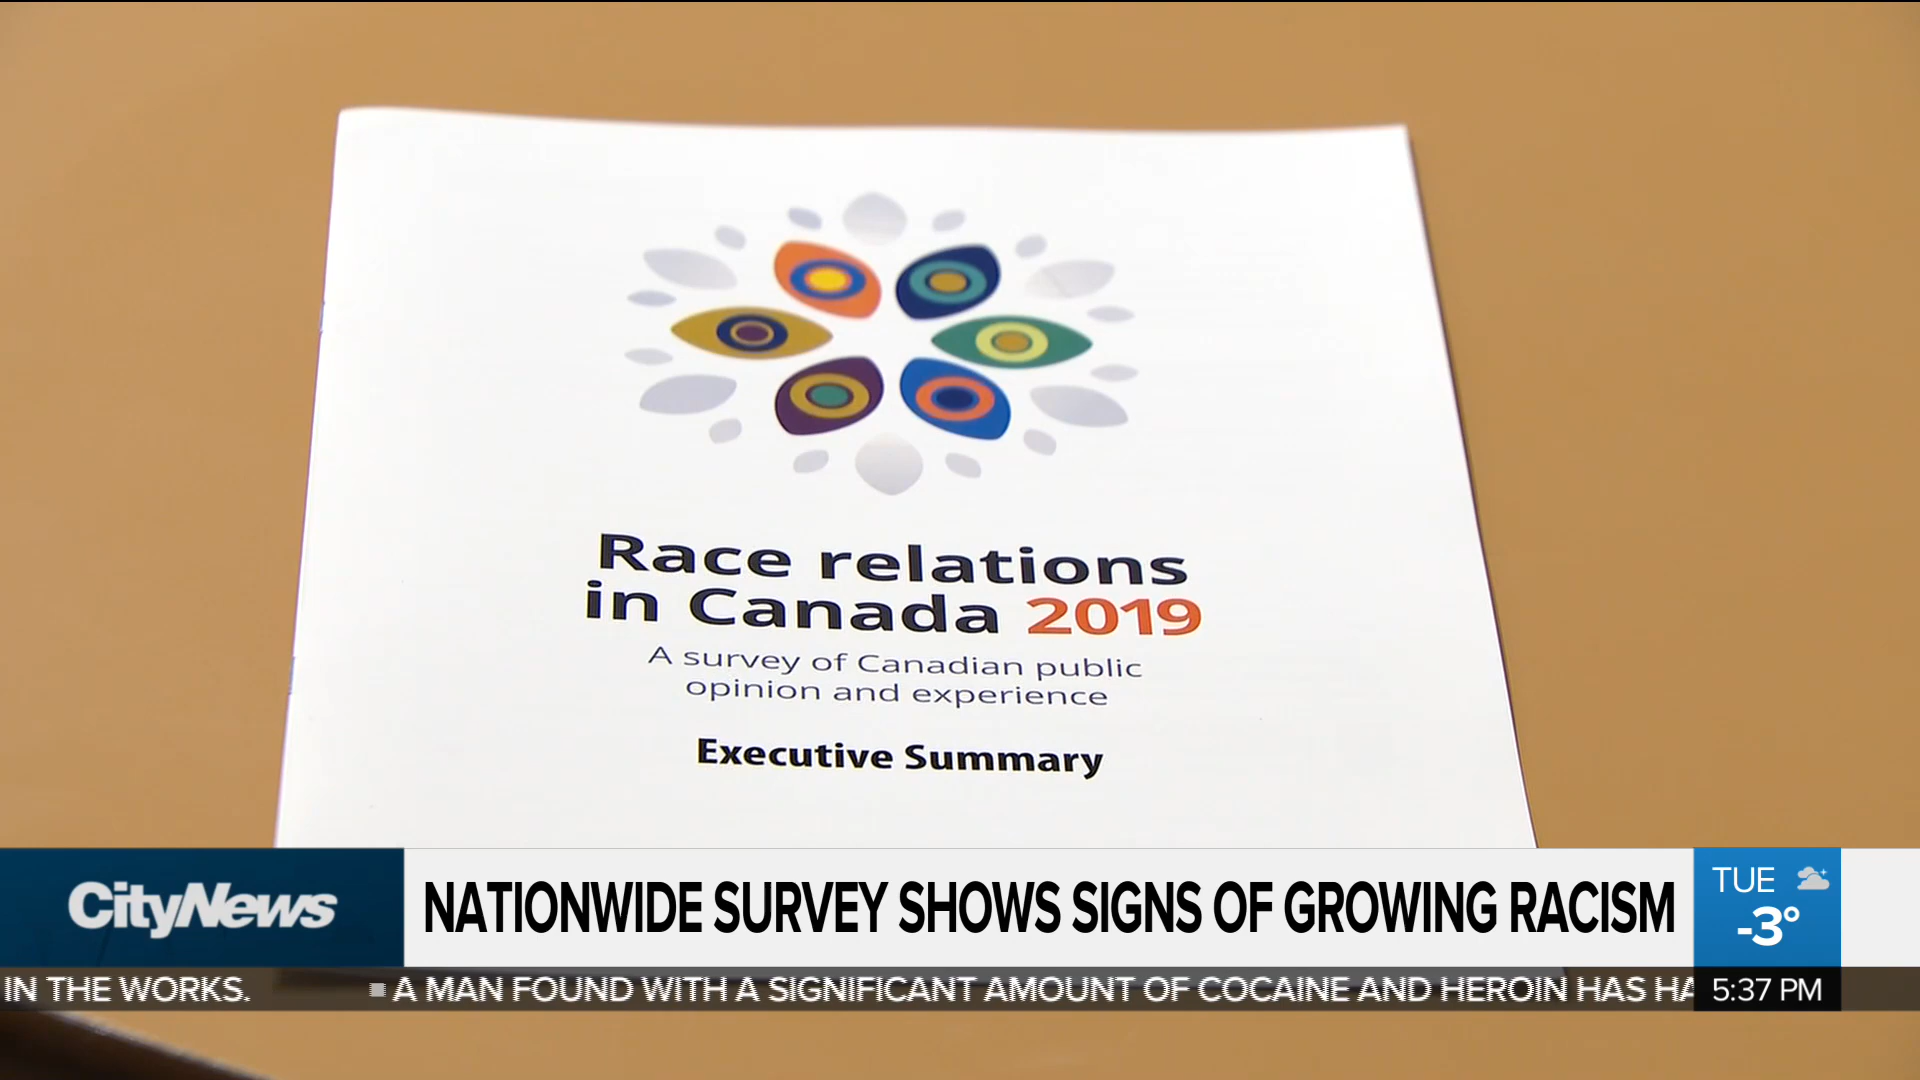 Race relations
in Canada 2019
A survey of Canadian public
opinion and experience
Executive Summary
CityNews
NATIONWIDE SURVEY SHOWS SIGNS OF GROWING RACISM
TUE
-3°
IN THE WORKS.
A MAN FOUND WITH A SIGNIFICANT AMOUNT OF COCAINE AND HEROIN HAS HA
5:37 PM